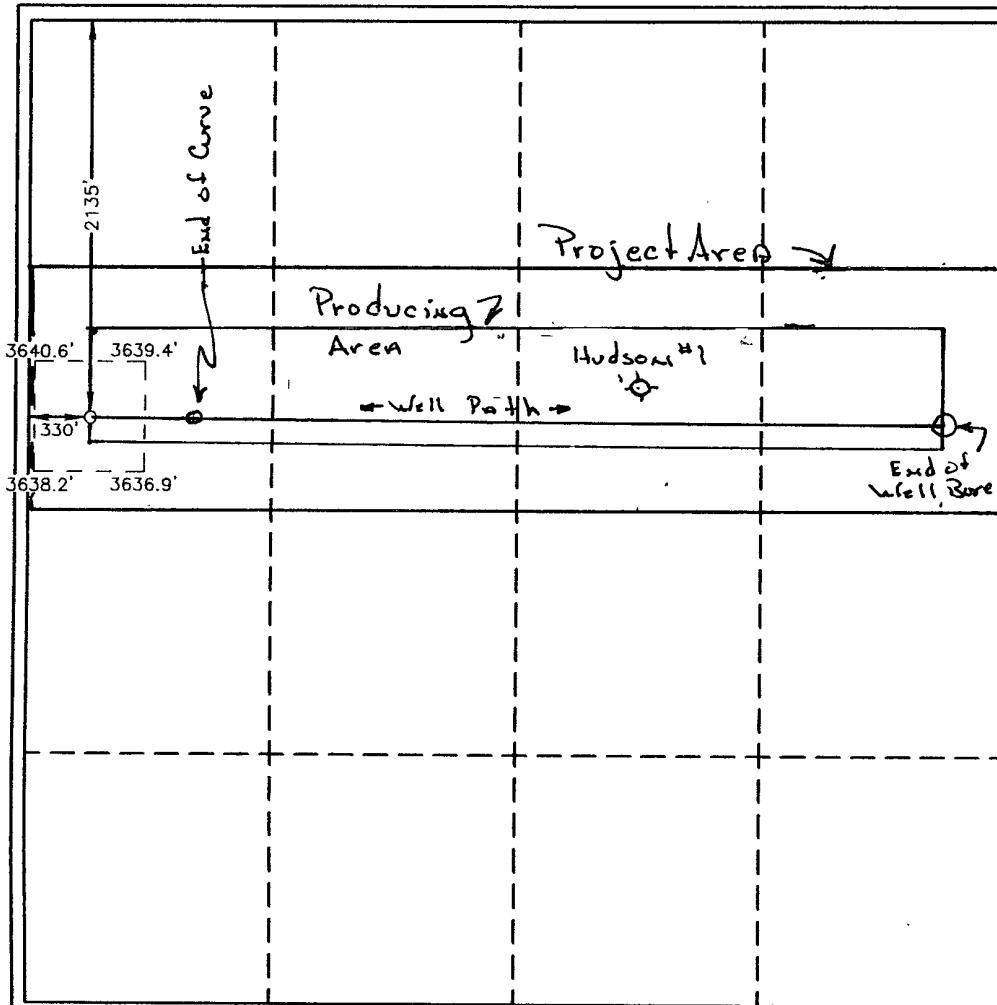 2135'
End of Curve
Project Area
Producing
Area
3640.6' 3639.4'
Hudson #1
Well Path
330'
3638.2' 3636.9'
End of
Well Bore